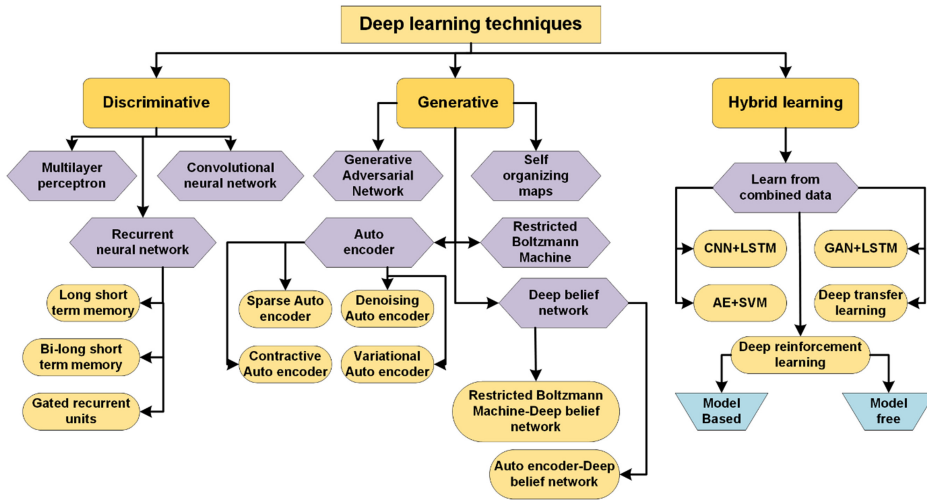 Deep learning techniques
Discriminative
Generative
Hybrid learning
Multilayer
perceptron
Convolutional
neural network
Generative
Adversarial
Network
Self
organizing
maps
Learn from
combined data
Recurrent
neural network
Auto
encoder
Restricted
Boltzmann
Machine
CNN+LSTM
GAN+LSTM
Long short
term memory
Sparse Auto
encoder
Denoising
Auto encoder
Deep belief
network
AE+SVM
Deep transfer
learning
Bi-long short
term memory
Contractive
Auto encoder
Variational
Auto encoder
Deep reinforcement
learning
Gated recurrent
units
Restricted Boltzmann
Machine-Deep belief
network
Model
Based
Model
free
Auto encoder-Deep
belief network